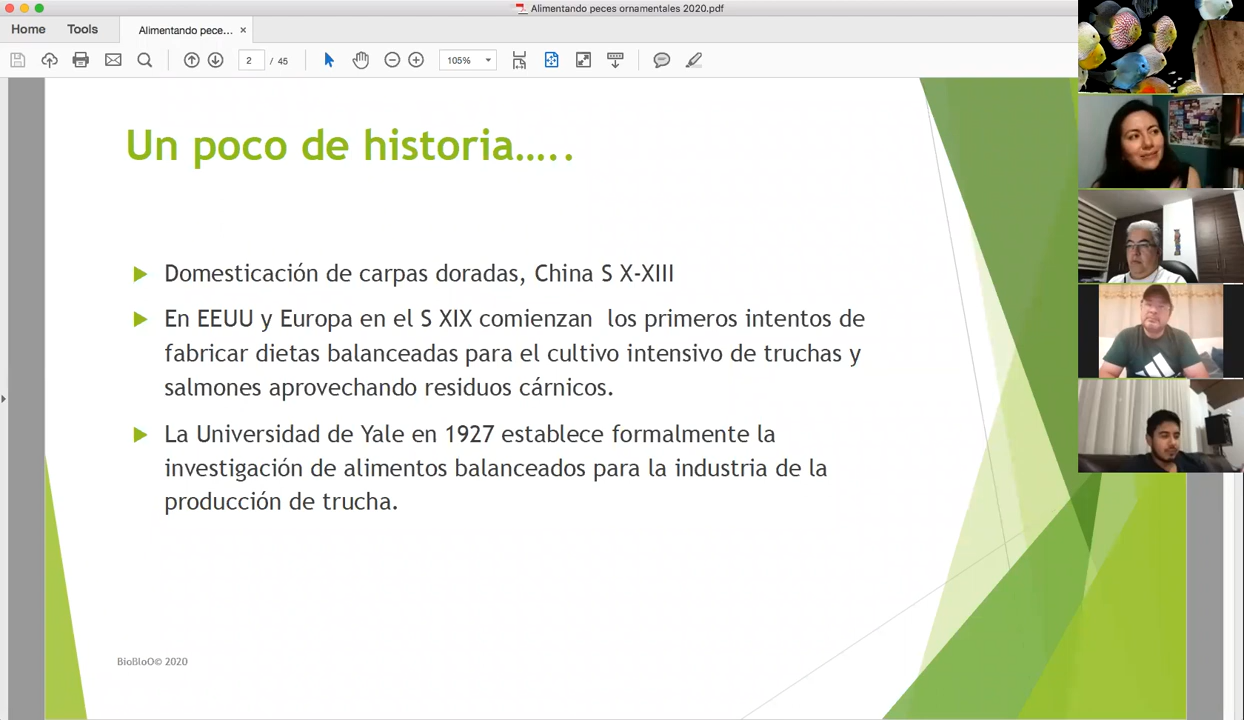 Alimentando peces ornamentales 2020.pdf
Home
Tools
Alimentando pece...
2
/ 45
105%
Un poco de historia.....
Domesticación de carpas doradas, China S X-XIII
En EEUU y Europa en el S XIX comienzan los primeros intentos de
fabricar dietas balanceadas para el cultivo intensivo de truchas y
salmones aprovechando residuos cárnicos.
La Universidad de Yale en 1927 establece formalmente la
investigación de alimentos balanceados para la industria de la
producción de trucha.
BioBloO© 2020